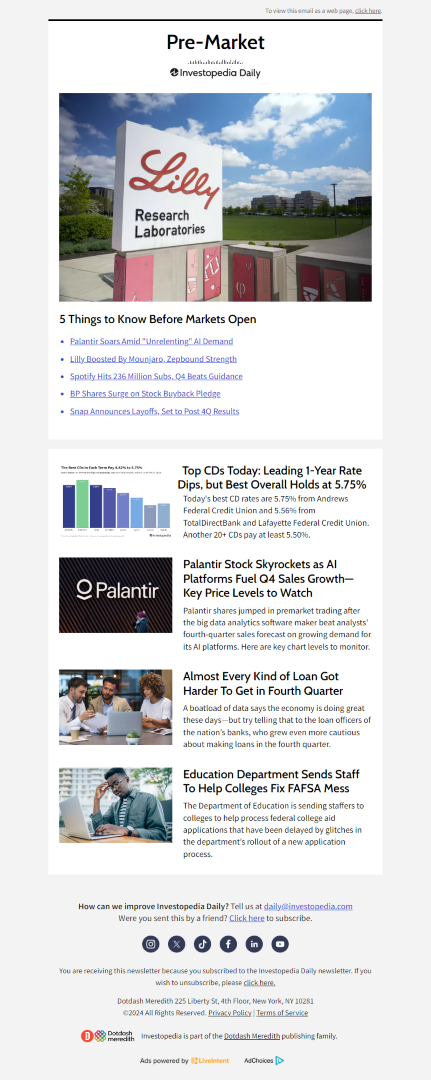 To view this email as a web page, click here.
Pre-Market
Investopedia Daily
Lilly
Research
Laboratories
5 Things to Know Before Markets Open
Palantir Soars Amid "Unrelenting" AI Demand
Lilly Boosted By Mounjaro, Zepbound Strength
Spotify Hits 236 Million Subs, Q4 Beats Guidance
BP Shares Surge on Stock Buyback Pledge
Snap Announces Layoffs, Set to Post 4Q Results
The Best CDs in Each Term Pay 4.52% to 5.75%
Investopedia
Top CDs Today: Leading 1-Year Rate
Dips, but Best Overall Holds at 5.75%
Today's best CD rates are 5.75% from Andrews
Federal Credit Union and 5.56% from
TotalDirectBank and Lafayette Federal Credit Union.
Another 20+ CDs pay at least 5.50%.
Palantir
Palantir Stock Skyrockets as AI
Platforms Fuel Q4 Sales Growth—
Key Price Levels to Watch
Palantir shares jumped in premarket trading after
the big data analytics software maker beat analysts'
fourth-quarter sales forecast on growing demand for
its AI platforms. Here are key chart levels to monitor.
Almost Every Kind of Loan Got
Harder To Get in Fourth Quarter
A boatload of data says the economy is doing great
these days—but try telling that to the loan officers of
the nation's banks, who grew even more cautious
about making loans in the fourth quarter.
Education Department Sends Staff
To Help Colleges Fix FAFSA Mess
The Department of Education is sending staffers to
colleges to help process federal college aid
applications that have been delayed by glitches in
the department's rollout of a new application
process.
How can we improve Investopedia Daily? Tell us at daily@investopedia.com
Were you sent this by a friend? Click here to subscribe.
You are receiving this newsletter because you subscribed to the Investopedia Daily newsletter. If you
wish to unsubscribe, please click here.
Dotdash Meredith 225 Liberty St, 4th Floor, New York, NY 10281
©2024 All Rights Reserved. Privacy Policy | Terms of Service
Dotdash
meredith
Investopedia is part of the Dotdash Meredith publishing family.
Ads powered by LiveIntent
AdChoices